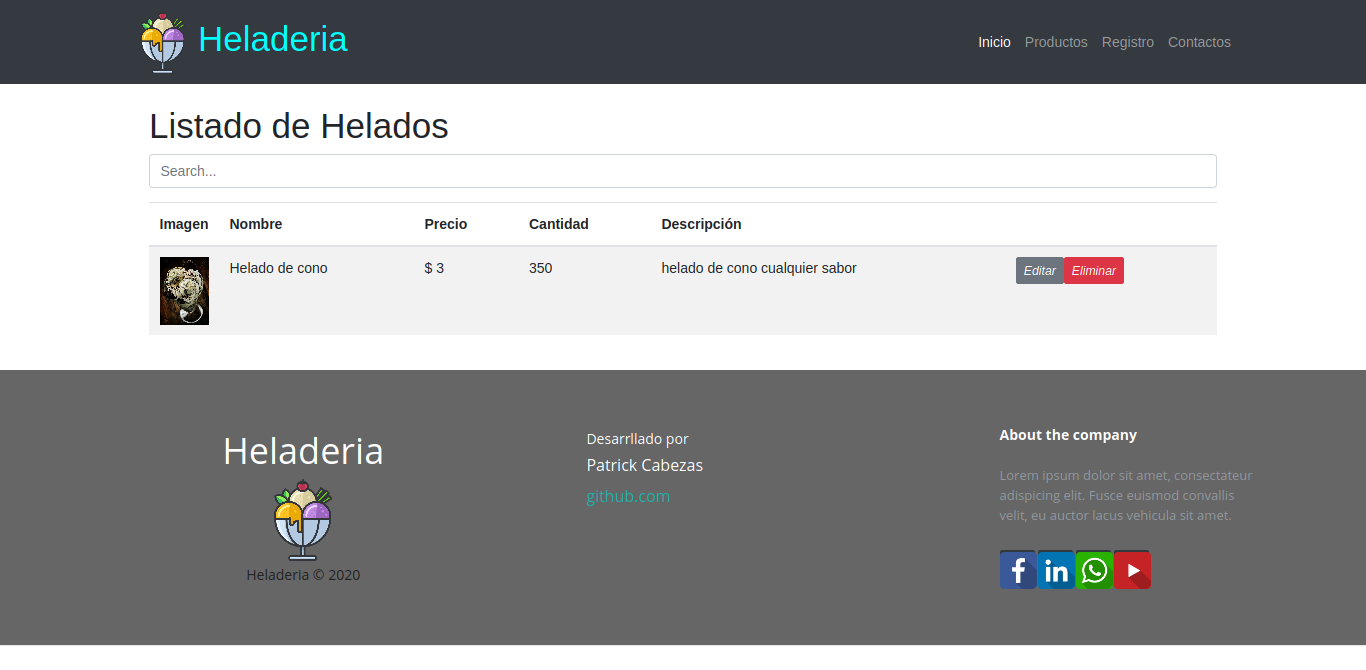 Heladeria
Inicio Productos Registro Contactos
Listado de Helados
Search...
Imagen Nombre Precio Cantidad Descripción
Helado de cono $ 3 350 helado de cono cualquier sabor Editar Eliminar
Heladeria
Heladeria © 2020
Desarrllado por
Patrick Cabezas
github.com
About the company
Lorem ipsum dolor sit amet, consectateur
adispicing elit. Fusce euismod convallis
velit, eu auctor lacus vehicula sit amet.
f in